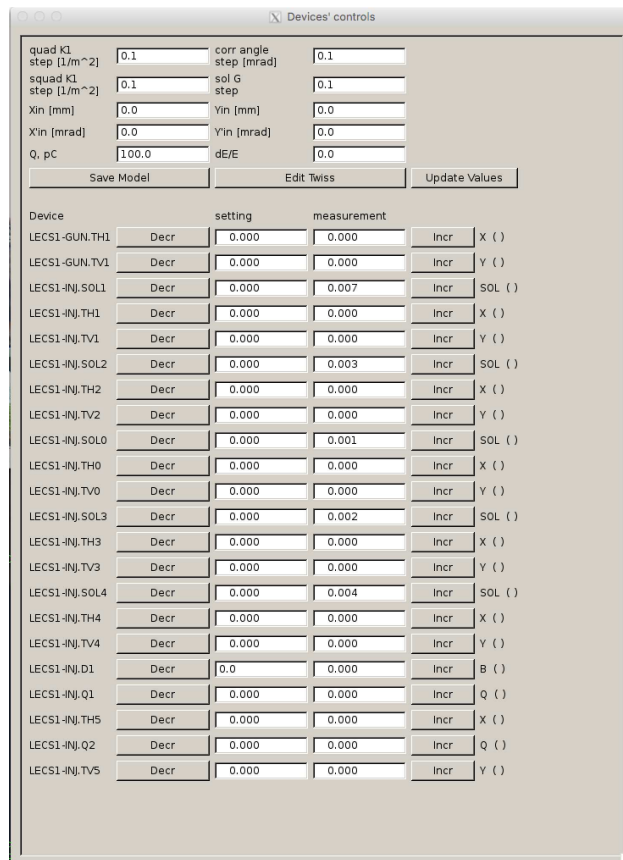 Devices' controls
quad K1 step [1/m^2] 0.1 corr angle step [mrad] 0.1
squad K1 step [1/m^2] 0.1 sol G step 0.1
Xin [mm] 0.0 Yin [mm] 0.0
X'in [mrad] 0.0 Y'in [mrad] 0.0
Q, pC 100.0 dE/E 0.0
Save Model Edit Twiss Update Values
Device setting measurement
LECS1-GUN.TH1 Decr 0.000 0.000 Incr X ( )
LECS1-GUN.TV1 Decr 0.000 0.000 Incr Y ( )
LECS1-INJ.SOL1 Decr 0.000 0.007 Incr SOL ( )
LECS1-INJ.TH1 Decr 0.000 0.000 Incr X ( )
LECS1-INJ.TV1 Decr 0.000 0.000 Incr Y ( )
LECS1-INJ.SOL2 Decr 0.000 0.003 Incr SOL ( )
LECS1-INJ.TH2 Decr 0.000 0.000 Incr X ( )
LECS1-INJ.TV2 Decr 0.000 0.000 Incr Y ( )
LECS1-INJ.SOL0 Decr 0.000 0.001 Incr SOL ( )
LECS1-INJ.TH0 Decr 0.000 0.000 Incr X ( )
LECS1-INJ.TV0 Decr 0.000 0.000 Incr Y ( )
LECS1-INJ.SOL3 Decr 0.000 0.002 Incr SOL ( )
LECS1-INJ.TH3 Decr 0.000 0.000 Incr X ( )
LECS1-INJ.TV3 Decr 0.000 0.000 Incr Y ( )
LECS1-INJ.SOL4 Decr 0.000 0.004 Incr SOL ( )
LECS1-INJ.TH4 Decr 0.000 0.000 Incr X ( )
LECS1-INJ.TV4 Decr 0.000 0.000 Incr Y ( )
LECS1-INJ.D1 Decr 0.0 0.000 Incr B ( )
LECS1-INJ.Q1 Decr 0.000 0.000 Incr Q ( )
LECS1-INJ.TH5 Decr 0.000 0.000 Incr X ( )
LECS1-INJ.Q2 Decr 0.000 0.000 Incr Q ( )
LECS1-INJ.TV5 Decr 0.000 0.000 Incr Y ( )